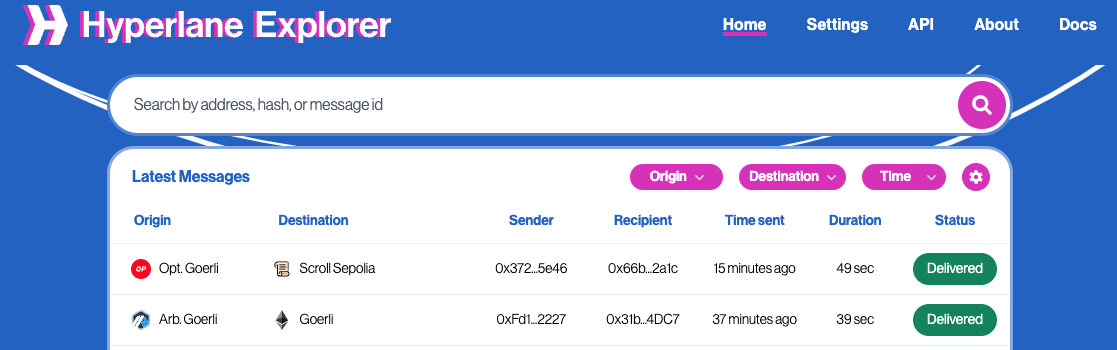 Hyperlane Explorer Home Settings API About Docs
Search by address, hash, or message id
Latest Messages Origin Destination Time
Origin Destination Sender Recipient Time sent Duration Status
OP Opt. Goerli Scroll Sepolia 0x372...5e46 0x66b...2a1c 15 minutes ago 49 sec Delivered
Arb. Goerli Goerli 0xFd1...2227 0x31b...4DC7 37 minutes ago 39 sec Delivered